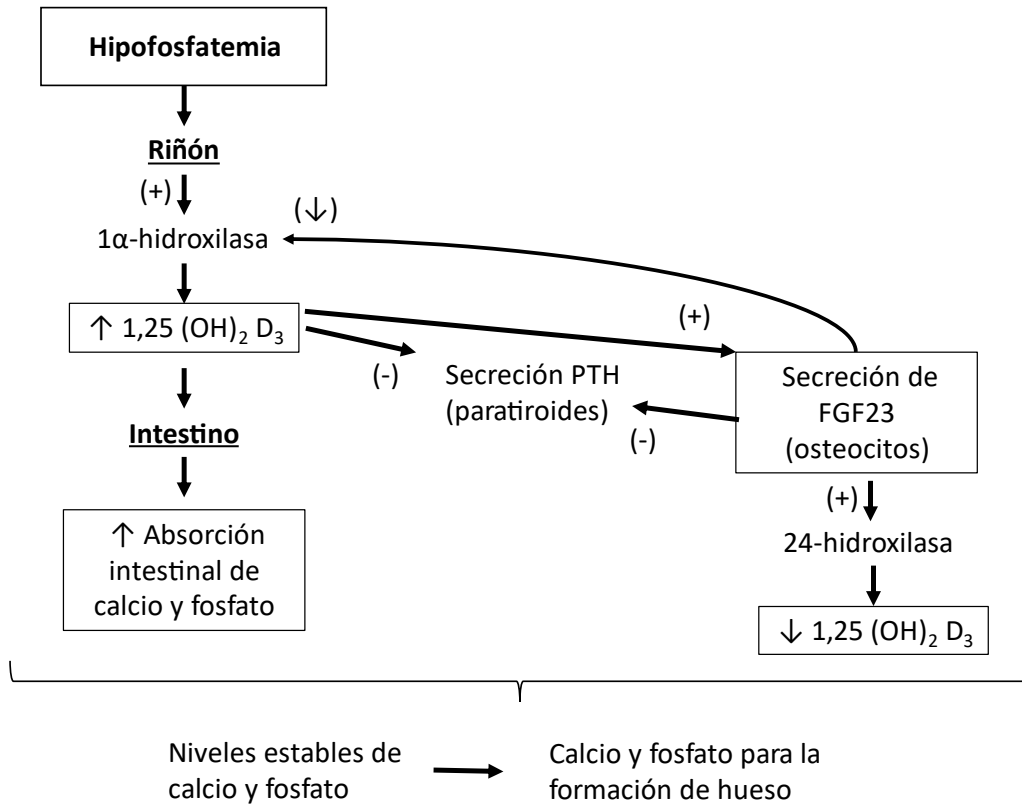 Hipofosfatemia
Riñón
(+)
(↓)
1α-hidroxilasa
↑ 1,25 (OH)₂ D₃
(+)
(-)
Secreción PTH
(paratiroides)
(-)
Secreción de
FGF23
(osteocitos)
Intestino
(+)
↑ Absorción
intestinal de
calcio y fosfato
24-hidroxilasa
↓ 1,25 (OH)₂ D₃
Niveles estables de
calcio y fosfato
Calcio y fosfato para la
formación de hueso